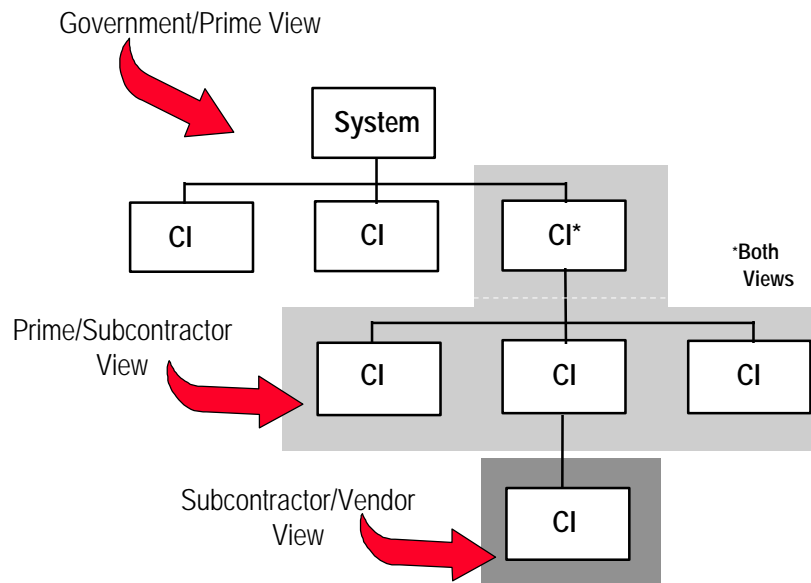 Government/Prime View
System
CI
CI
CI*
*Both
Views
Prime/Subcontractor
View
CI
CI
CI
Subcontractor/Vendor
View
CI